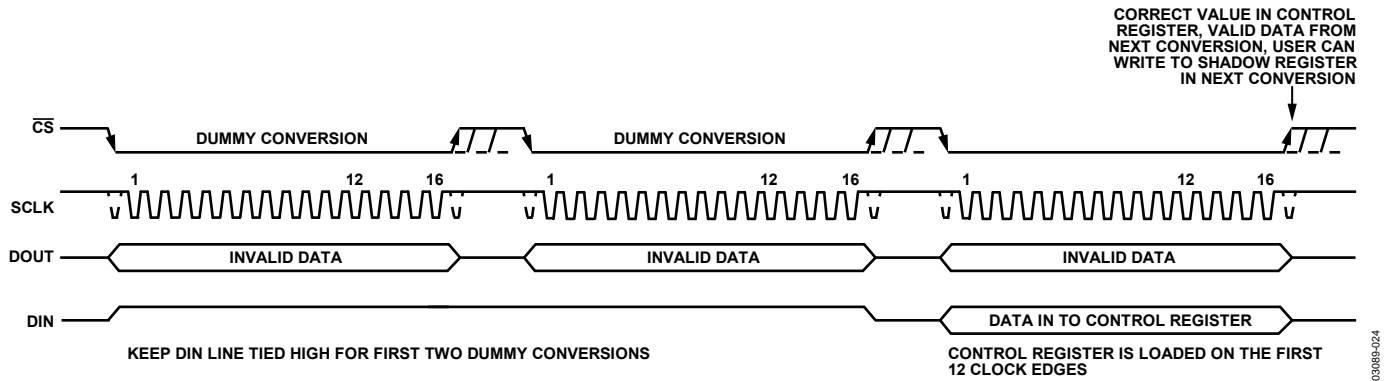 CORRECT VALUE IN CONTROL
REGISTER, VALID DATA FROM
NEXT CONVERSION, USER CAN
WRITE TO SHADOW REGISTER
IN NEXT CONVERSION
CS DUMMY CONVERSION DUMMY CONVERSION
1 12 16 1 12 16 1 12 16
SCLK
DOUT INVALID DATA INVALID DATA INVALID DATA
DIN DATA IN TO CONTROL REGISTER
KEEP DIN LINE TIED HIGH FOR FIRST TWO DUMMY CONVERSIONS
CONTROL REGISTER IS LOADED ON THE FIRST
12 CLOCK EDGES
03089-024